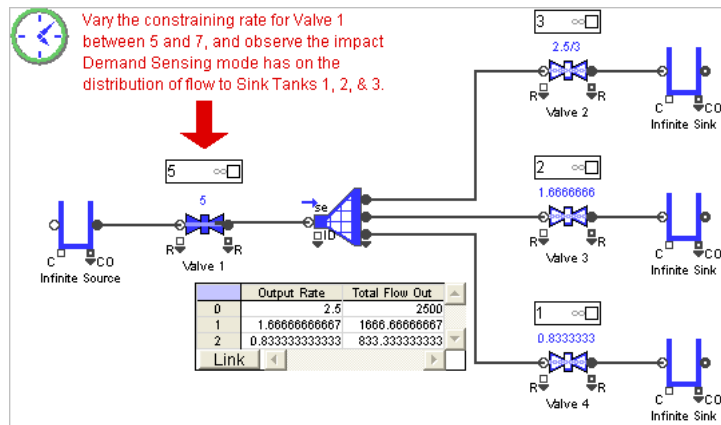 Vary the constraining rate for Valve 1
between 5 and 7, and observe the impact
Demand Sensing mode has on the
distribution of flow to Sink Tanks 1, 2, & 3.
3 ∞
2.5/3
R R
Valve 2
C CO
Infinite Sink
5 ∞
5
R R
Valve 1
C CO
Infinite Source
se
ID
2 ∞
1.6666666
R R
Valve 3
C CO
Infinite Sink
Output Rate Total Flow Out
0 2.5 2500
1 1.66666666667 1666.66666667
2 0.833333333333 833.333333333
Link
1 ∞
0.8333333
R R
Valve 4
C CO
Infinite Sink